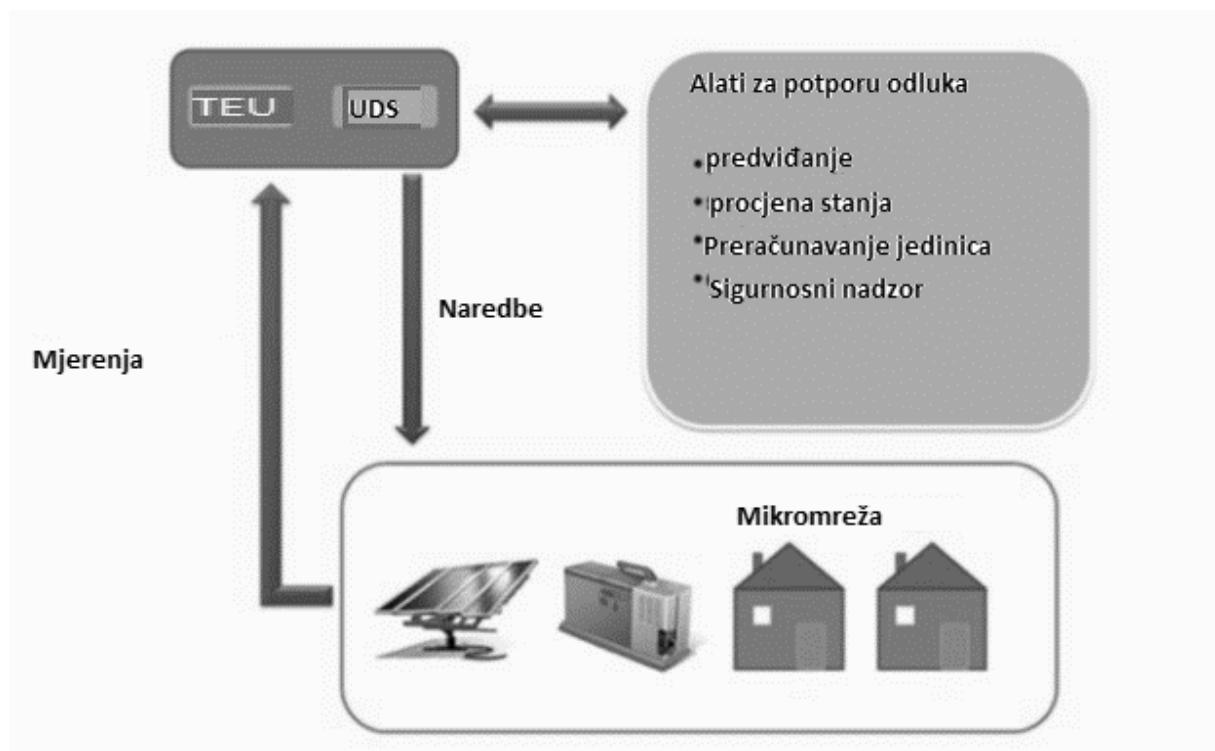 TEU
UDS
Alati za potporu odluka
•predviđanje
•procjena stanja
•Preračunavanje jedinica
•Sigurnosni nadzor
Naredbe
Mjerenja
Mikromreža